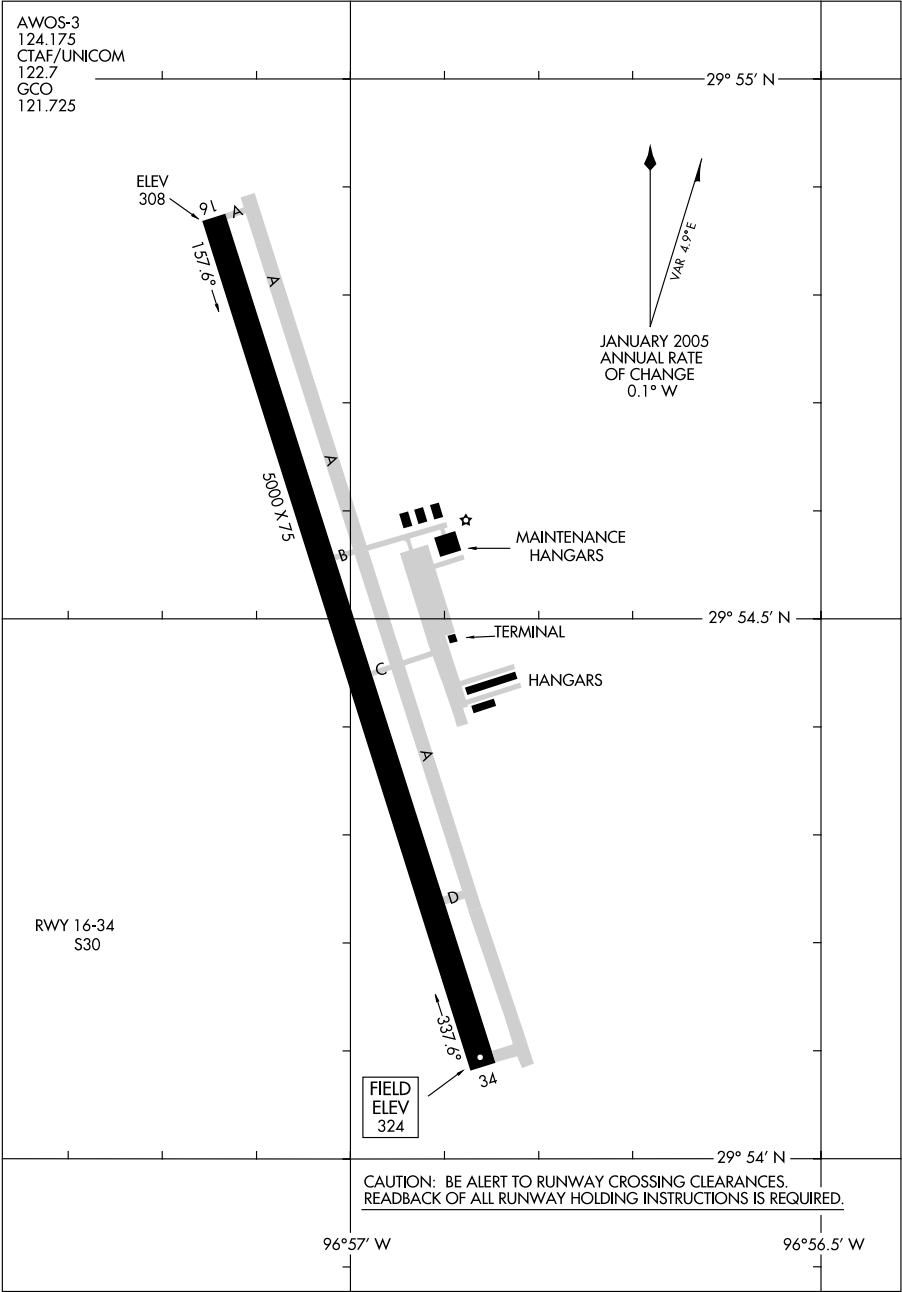 AWOS-3
124.175
CTAF/UNICOM
122.7
GCO
121.725
29° 55' N
ELEV
308
16
A
157.6°
A
VAR 4.9° E
JANUARY 2005
ANNUAL RATE
OF CHANGE
0.1° W
A
5000 X 75
B
MAINTENANCE
HANGARS
29° 54.5' N
TERMINAL
C
HANGARS
A
D
RWY 16-34
S30
337.6°
34
FIELD
ELEV
324
29° 54' N
CAUTION: BE ALERT TO RUNWAY CROSSING CLEARANCES.
READBACK OF ALL RUNWAY HOLDING INSTRUCTIONS IS REQUIRED.
96°57' W
96°56.5' W